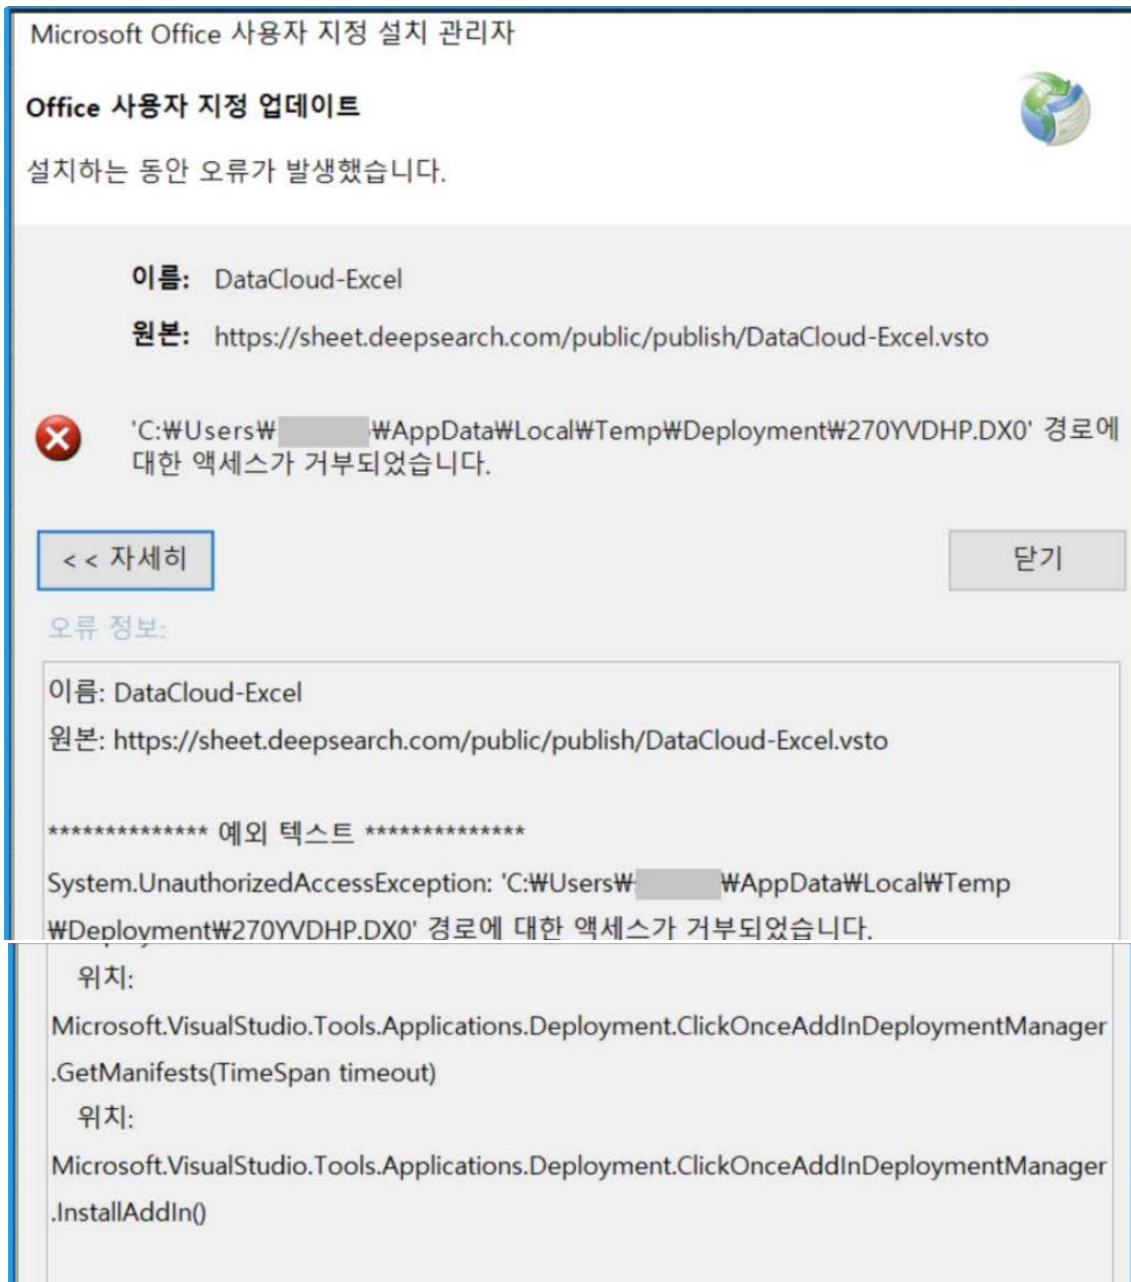 Microsoft Office 사용자 지정 설치 관리자
Office 사용자 지정 업데이트
설치하는 동안 오류가 발생했습니다.
이름: DataCloud-Excel
원본: https://sheet.deepsearch.com/public/publish/DataCloud-Excel.vsto
'C:₩Users₩ ₩AppData₩Local₩Temp₩Deployment₩270YVDHP.DX0' 경로에
대한 액세스가 거부되었습니다.
<< 자세히
닫기
오류 정보:
이름: DataCloud-Excel
원본: https://sheet.deepsearch.com/public/publish/DataCloud-Excel.vsto
************** 예외 텍스트 **************
System.UnauthorizedAccessException: 'C:₩Users₩ ₩AppData₩Local₩Temp
₩Deployment₩270YVDHP.DX0' 경로에 대한 액세스가 거부되었습니다.
위치:
Microsoft.VisualStudio.Tools.Applications.Deployment.ClickOnceAddInDeploymentManager
.GetManifests(TimeSpan timeout)
위치:
Microsoft.VisualStudio.Tools.Applications.Deployment.ClickOnceAddInDeploymentManager
.InstallAddIn()